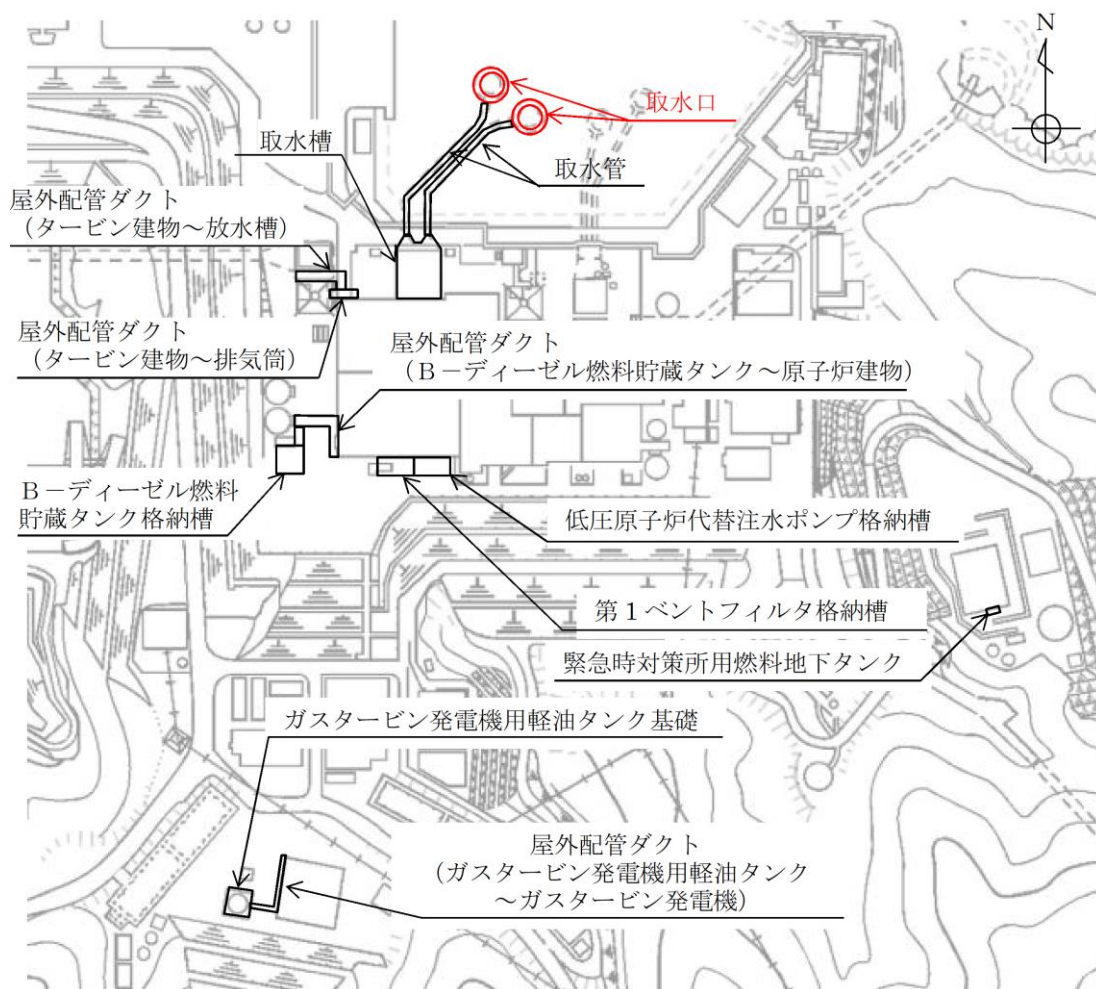 N
取水口
取水槽
取水管
屋外配管ダクト
（タービン建物～放水槽）
屋外配管ダクト
（タービン建物～排気筒）
屋外配管ダクト
（Ｂ－ディーゼル燃料貯蔵タンク～原子炉建物）
Ｂ－ディーゼル燃料
貯蔵タンク格納槽
低圧原子炉代替注水ポンプ格納槽
第１ベントフィルタ格納槽
緊急時対策所用燃料地下タンク
ガスタービン発電機用軽油タンク基礎
屋外配管ダクト
（ガスタービン発電機用軽油タンク
～ガスタービン発電機）